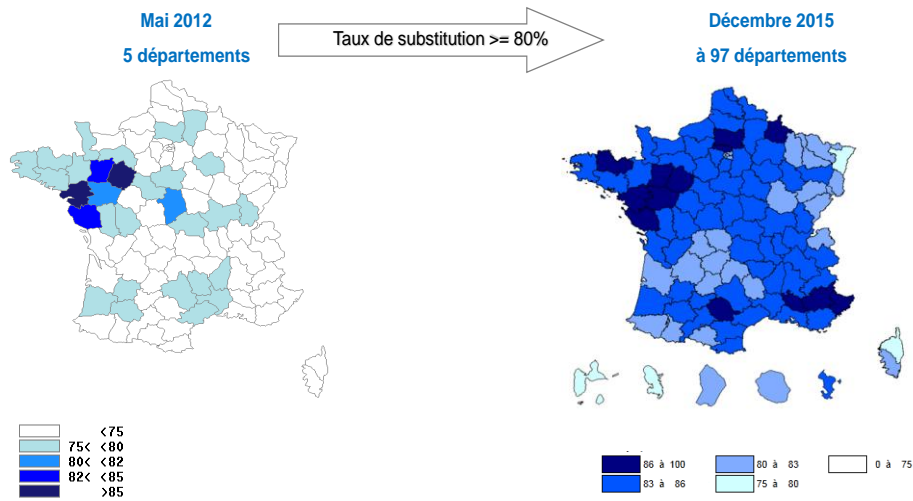 Mai 2012
5 départements
Taux de substitution >= 80%
Décembre 2015
à 97 départements
<75
75< <80
80< <82
82< <85
>85
86 à 100
83 à 86
80 à 83
75 à 80
0 à 75